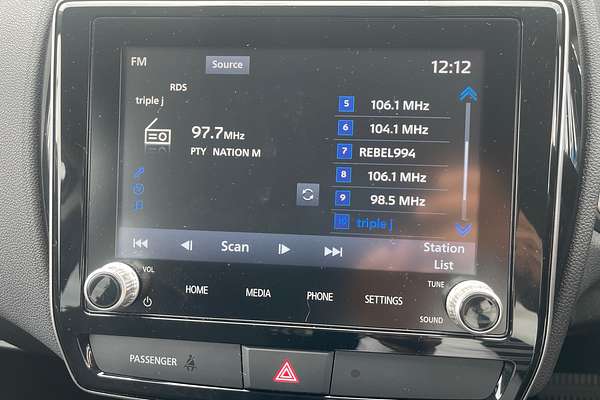 FM
Source
12:12
RDS
triple j
97.7MHz
PTY NATION M
5 106.1 MHz
6 104.1 MHz
7 REBEL994
8 106.1 MHz
9 98.5 MHz
10 triple j
Scan
Station
List
VOL
HOME
MEDIA
PHONE
SETTINGS
TUNE
SOUND
PASSENGER